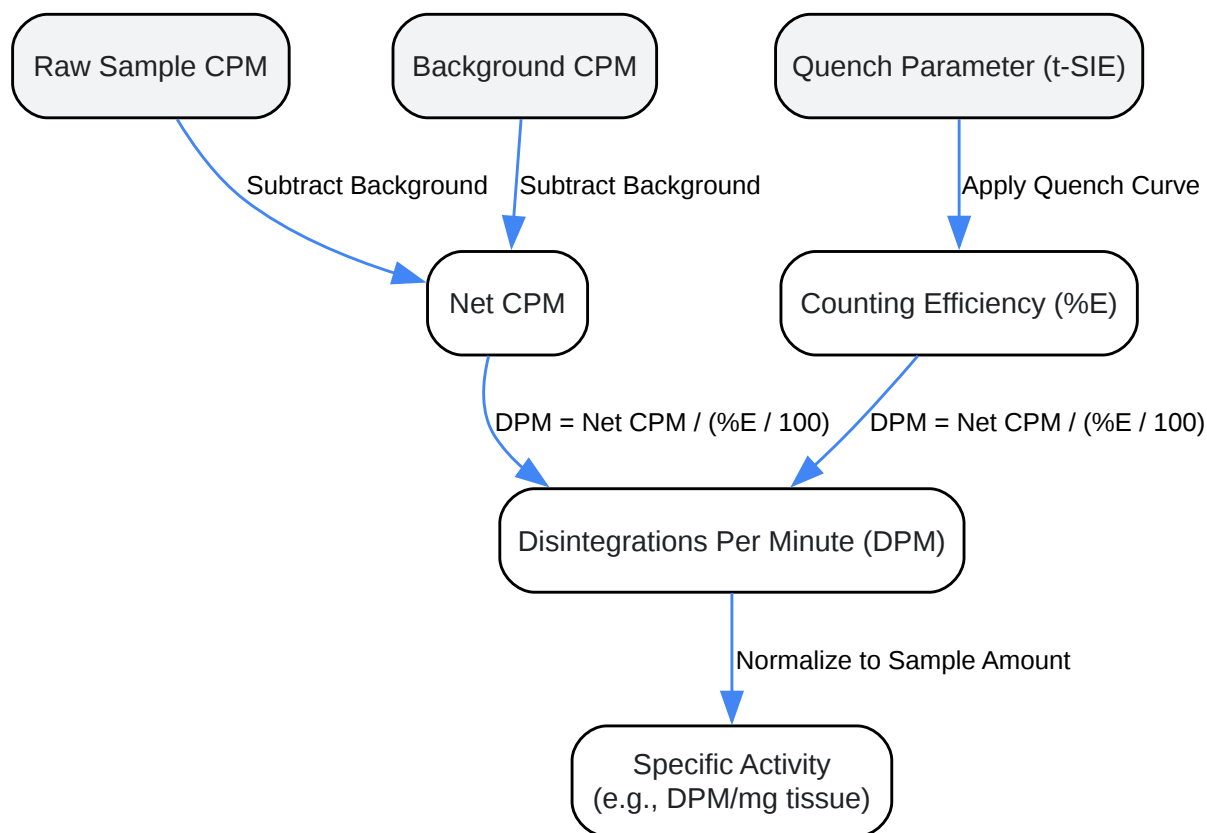 Raw Sample CPM
Background CPM
Quench Parameter (t-SIE)
Subtract Background
Subtract Background
Apply Quench Curve
Net CPM
Counting Efficiency (%E)
DPM = Net CPM / (%E / 100)
DPM = Net CPM / (%E / 100)
Disintegrations Per Minute (DPM)
Normalize to Sample Amount
Specific Activity
(e.g., DPM/mg tissue)